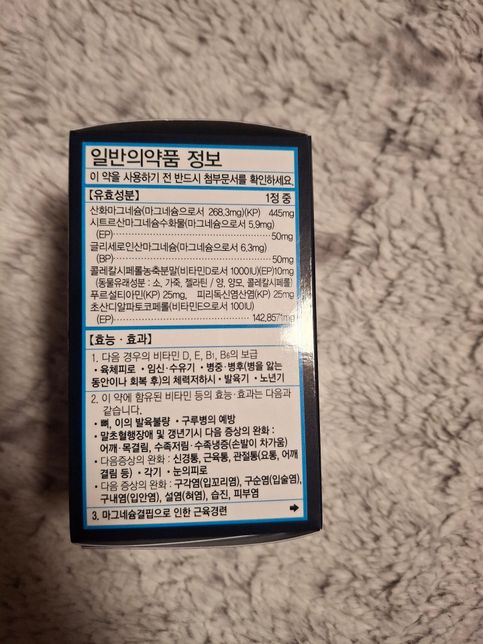 일반의약품 정보
이 약을 사용하기 전 반드시 첨부문서를 확인하세요.
【유효성분】 1정 중
산화마그네슘(마그네슘으로서 268.3mg)(KP) 445mg
시트르산마그네슘수화물(마그네슘으로서 5.9mg)
(EP) 50mg
글리세로인산마그네슘(마그네슘으로서 6.3mg)
(BP) 50mg
콜레칼시페롤농축분말(비타민D로서 1000IU)(EP)10mg
(동물유래성분 : 소, 가죽, 젤라틴 / 양, 양모, 콜레칼시페롤)
푸르설티아민(KP) 25mg, 피리독신염산염(KP) 25mg
초산디알파토코페롤(비타민E으로서 100IU)
(EP) 142.8571mg
【효능 · 효과】
1. 다음 경우의 비타민 D, E, B₁, B₆의 보급
• 육체피로 • 임신·수유기 • 병중·병후(병을 앓는
동안이나 회복 후)의 체력저하시 • 발육기 • 노년기
2. 이 약에 함유된 비타민 등의 효능·효과는 다음과
같습니다.
• 뼈, 이의 발육불량 • 구루병의 예방
• 말초혈행장애 및 갱년기시 다음 증상의 완화 :
어깨·목결림, 수족저림·수족냉증(손발이 차가움)
• 다음증상의 완화 : 신경통, 근육통, 관절통(요통, 어깨
결림 등) • 각기 • 눈의피로
• 다음 증상의 완화 : 구각염(입꼬리염), 구순염(입술염),
구내염(입안염), 설염(혀염), 습진, 피부염
3. 마그네슘결핍으로 인한 근육경련 ➡